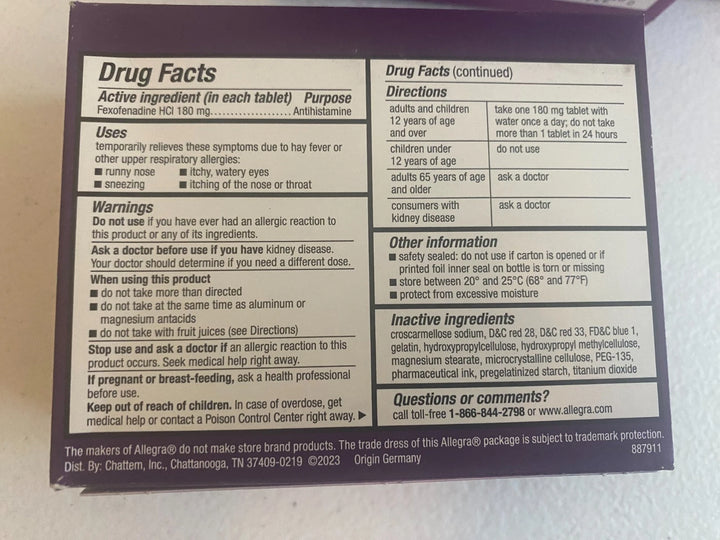 Drug Facts
Active ingredient (in each tablet) Purpose
Fexofenadine HCl 180 mg.................... Antihistamine
Uses
temporarily relieves these symptoms due to hay fever or
other upper respiratory allergies:
■ runny nose ■ itchy, watery eyes
■ sneezing ■ itching of the nose or throat
Warnings
Do not use if you have ever had an allergic reaction to
this product or any of its ingredients.
Ask a doctor before use if you have kidney disease.
Your doctor should determine if you need a different dose.
When using this product
■ do not take more than directed
■ do not take at the same time as aluminum or
magnesium antacids
■ do not take with fruit juices (see Directions)
Stop use and ask a doctor if an allergic reaction to this
product occurs. Seek medical help right away.
If pregnant or breast-feeding, ask a health professional
before use.
Keep out of reach of children. In case of overdose, get
medical help or contact a Poison Control Center right away. ▶
Drug Facts (continued)
Directions
adults and children
12 years of age
and over
take one 180 mg tablet with
water once a day; do not take
more than 1 tablet in 24 hours
children under
12 years of age
do not use
adults 65 years of age
and older
ask a doctor
consumers with
kidney disease
ask a doctor
Other information
■ safety sealed: do not use if carton is opened or if
printed foil inner seal on bottle is torn or missing
■ store between 20° and 25°C (68° and 77°F)
■ protect from excessive moisture
Inactive ingredients
croscarmellose sodium, D&C red 28, D&C red 33, FD&C blue 1,
gelatin, hydroxypropylcellulose, hydroxypropyl methylcellulose,
magnesium stearate, microcrystalline cellulose, PEG-135,
pharmaceutical ink, pregelatinized starch, titanium dioxide
Questions or comments?
call toll-free 1-866-844-2798 or www.allegra.com
The makers of Allegra® do not make store brand products. The trade dress of this Allegra® package is subject to trademark protection.
Dist. By: Chattem, Inc., Chattanooga, TN 37409-0219 ©2023 Origin Germany
887911